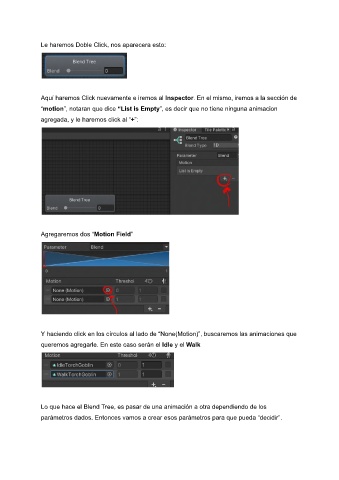 Le haremos Doble Click, nos aparecera esto:
Blend Tree
Blend 0
Aqui haremos Click nuevamente e iremos al Inspector. En el mismo, iremos a la sección de
"motion", notaran que dice "List Is Empty", es decir que no tiene ninguna animacion
agregada, y le haremos click al "+":
Inspector
Blend Tree
Blend Type 1D
Parameter Blend
Motion
List is Empty
Blend Tree
Blend 0
Agregaremos dos "Motion Field"
Parameter Blend
0 1
Motion Threshol
None (Motion) 0 1
None (Motion) 1 1
Y haciendo click en los círculos al lado de "None(Motion)", buscaremos las animaciones que
queremos agregarle. En este caso serán el Idle y el Walk
Motion Threshol
IdleTorchGoblin 0 1
WalkTorchGoblin 1 1
Lo que hace el Blend Tree, es pasar de una animación a otra dependiendo de los
parámetros dados. Entonces vamos a crear esos parámetros para que pueda "decidir".